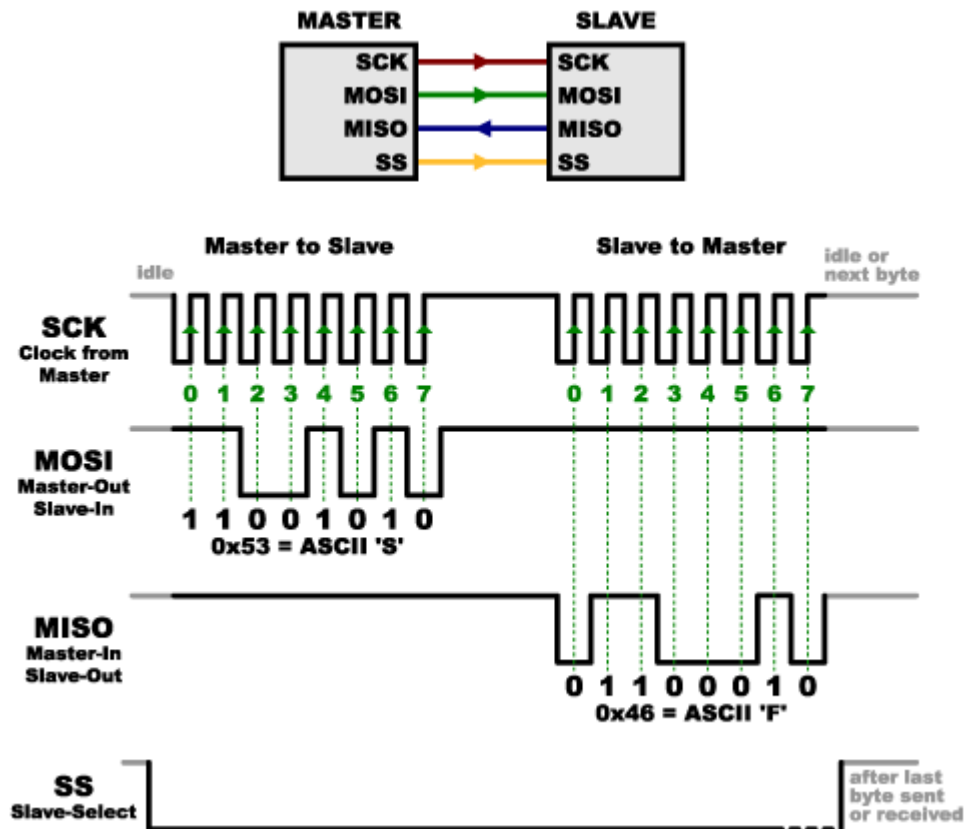 MASTER SLAVE
SCK SCK
MOSI MOSI
MISO MISO
SS SS
Master to Slave Slave to Master
idle
idle or
next byte
SCK
Clock from
Master
0 1 2 3 4 5 6 7 0 1 2 3 4 5 6 7
MOSI
Master-Out
Slave-In
1 1 0 0 1 0 1 0
0x53 = ASCII 'S'
MISO
Master-In
Slave-Out
0 1 1 0 0 0 1 0
0x46 = ASCII 'F'
SS
Slave-Select
after last
byte sent
or received